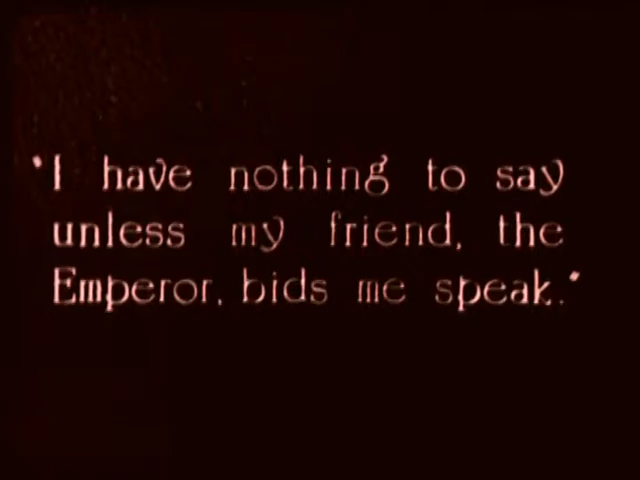 "I have nothing to say
unless my friend, the
Emperor, bids me speak."